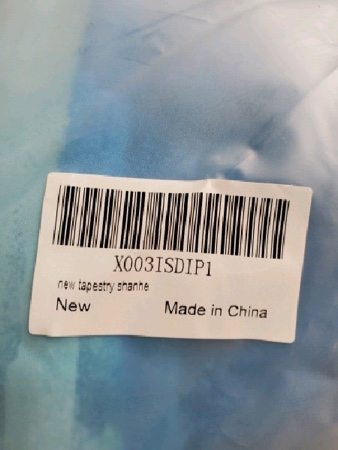 X003ISDIP1
new tapestry shanhe
New Made in China